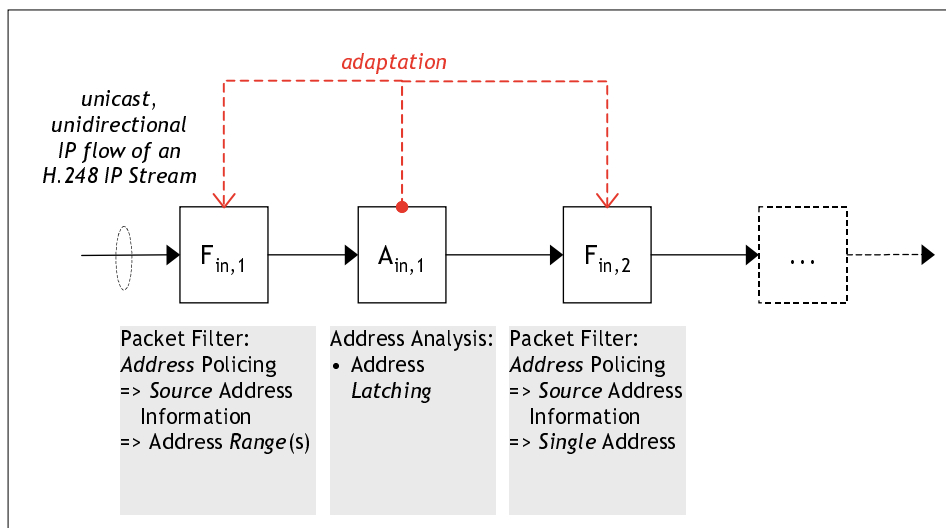 adaptation
unicast,
unidirectional
IP flow of an
H.248 IP Stream
F in,1
A in,1
F in,2
...
Packet Filter:
Address Policing
=> Source Address
Information
=> Address Range(s)
Address Analysis:
• Address
Latching
Packet Filter:
Address Policing
=> Source Address
Information
=> Single Address